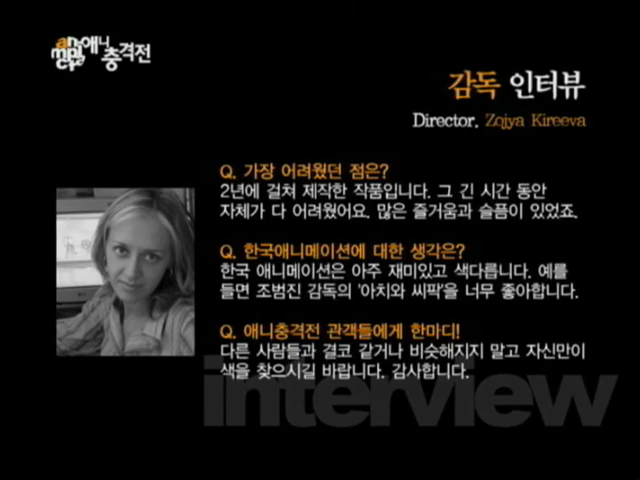 애니
충격전
감독 인터뷰
Director. Zojya Kireeva
Q. 가장 어려웠던 점은?
2년에 걸쳐 제작한 작품입니다. 그 긴 시간 동안
자체가 다 어려웠어요. 많은 즐거움과 슬픔이 있었죠.
Q. 한국애니메이션에 대한 생각은?
한국 애니메이션은 아주 재미있고 색다릅니다. 예를
들면 조범진 감독의 '아치와 씨팍'을 너무 좋아합니다.
Q. 애니충격전 관객들에게 한마디!
다른 사람들과 결코 같거나 비슷해지지 말고 자신만이
색을 찾으시길 바랍니다. 감사합니다.
interview